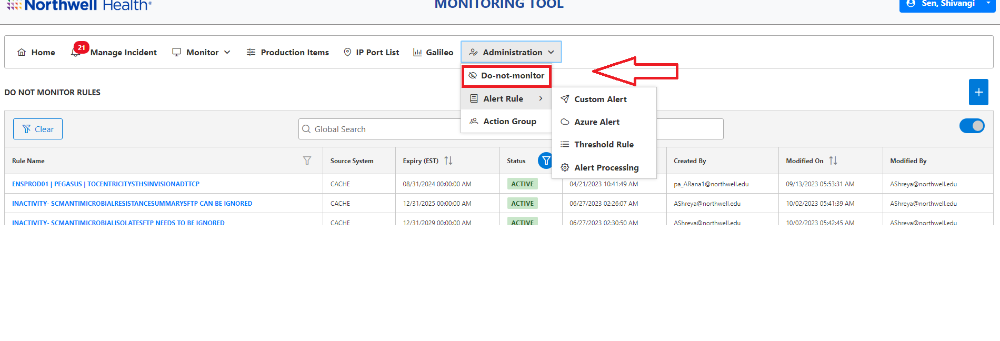 Northwell Health®
MONITORING TOOL
Sen, Shivangi
Home
21
Manage Incident
Monitor
Production Items
IP Port List
Galileo
Administration
Do-not-monitor
Alert Rule
Action Group
Custom Alert
Azure Alert
Threshold Rule
Alert Processing
DO NOT MONITOR RULES
+
Clear
Global Search
Rule Name Source System Expiry (EST) Status Created By Modified On Modified By
ENSPROD01 | PEGASUS | TOCENTRICITYSTHSINVISIONADTTCP CACHE 08/31/2024 00:00:00 AM ACTIVE 04/21/2023 10:41:49 AM pa_ARana1@northwell.edu 09/13/2023 05:53:31 AM AShreya@northwell.edu
INACTIVITY- SCMANTIMICROBIALRESISTANCESUMMARYSFTP CAN BE IGNORED CACHE 12/31/2025 00:00:00 AM ACTIVE 06/27/2023 02:26:07 AM AShreya@northwell.edu 10/02/2023 05:41:39 AM AShreya@northwell.edu
INACTIVITY- SCMANTIMICROBIALISOLATESFTP NEEDS TO BE IGNORED CACHE 12/31/2029 00:00:00 AM ACTIVE 06/27/2023 02:30:50 AM AShreya@northwell.edu 10/02/2023 05:42:45 AM AShreya@northwell.edu